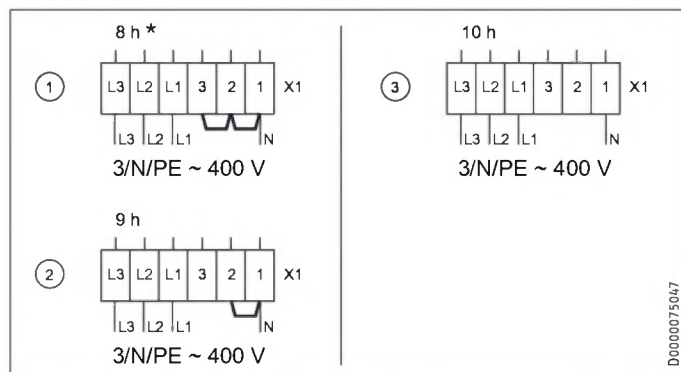 8 h *
1
L3 L2 L1 3 2 1 X1
L3 L2 L1 N
3/N/PE ~ 400 V
9 h
2
L3 L2 L1 3 2 1 X1
L3 L2 L1 N
3/N/PE ~ 400 V
10 h
3
L3 L2 L1 3 2 1 X1
L3 L2 L1 N
3/N/PE ~ 400 V
D0000075047